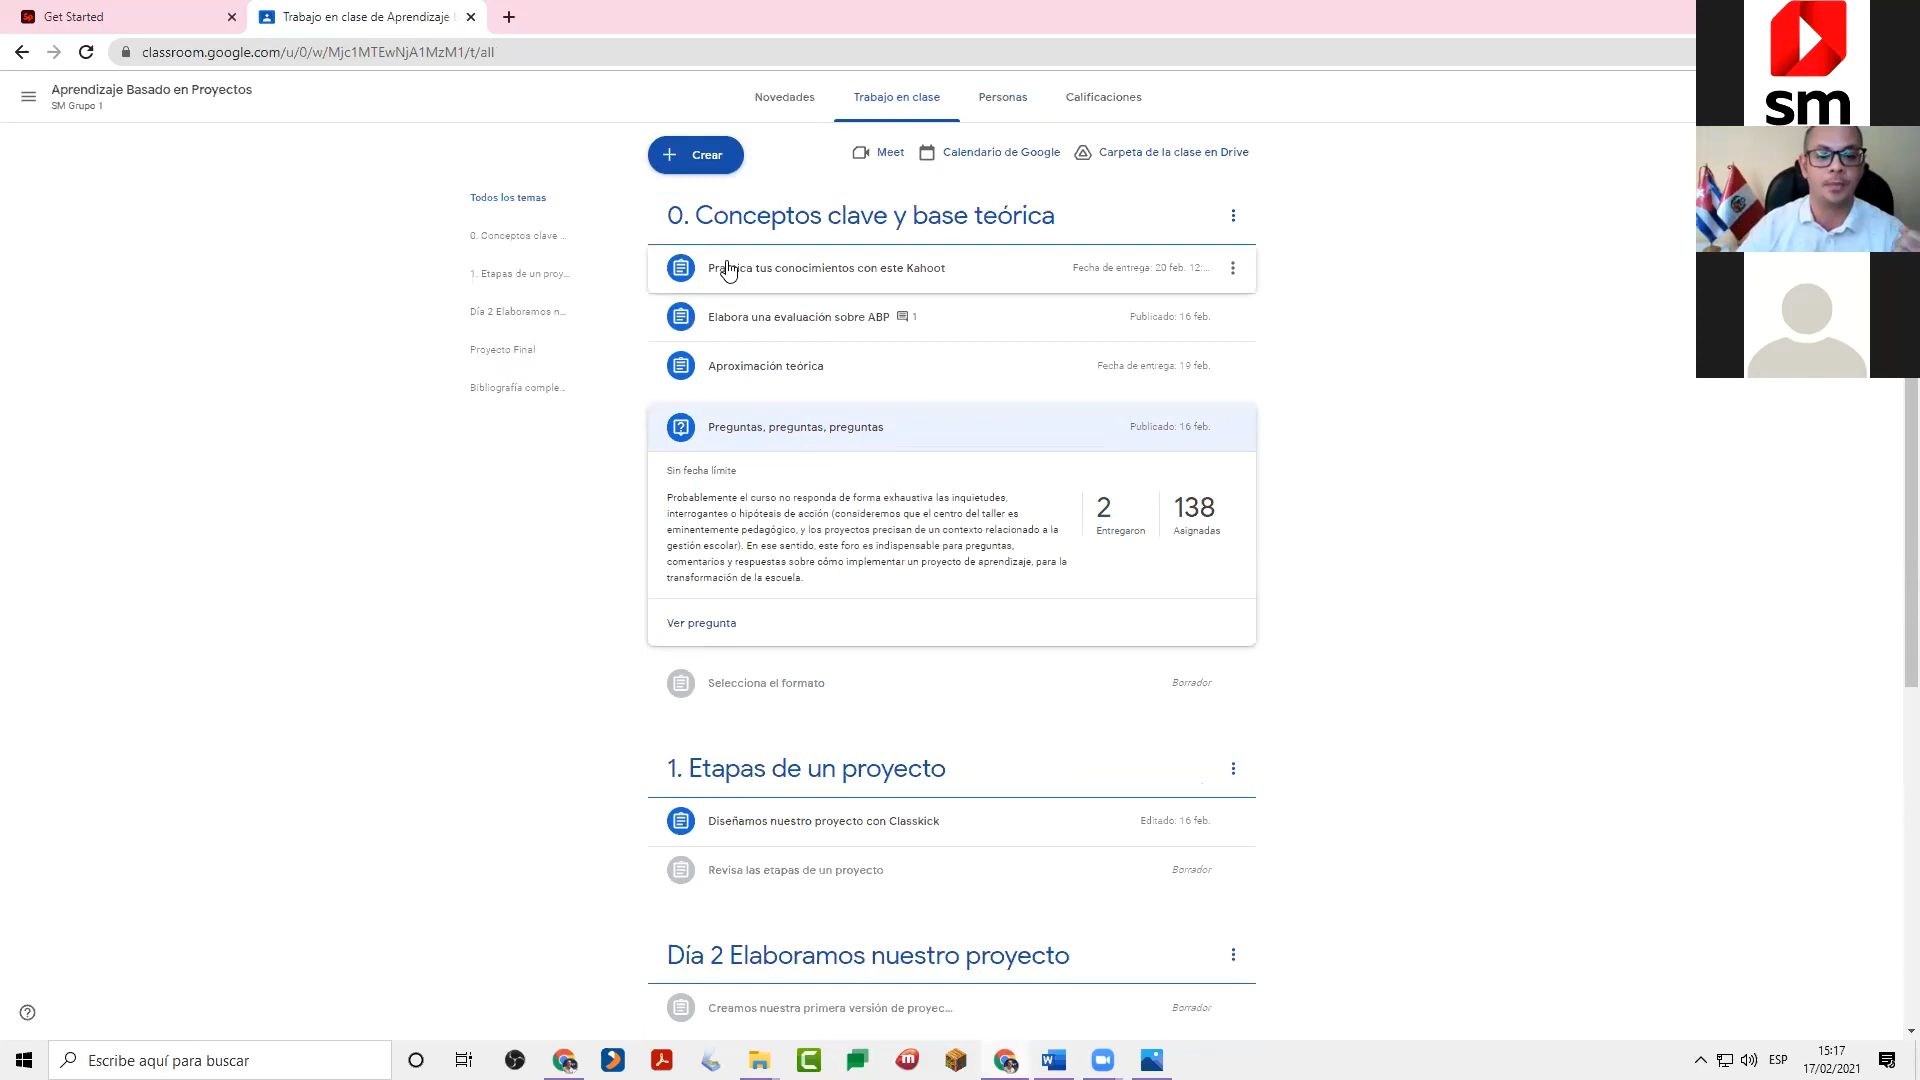 Get Started
Trabajo en clase de Aprendizaje
classroom.google.com/u/0/w/Mjc1MTEwNjA1MzM1/t/all
Aprendizaje Basado en Proyectos
SM Grupo 1
Novedades
Trabajo en clase
Personas
Calificaciones
sm
Crear
Meet
Calendario de Google
Carpeta de la clase en Drive
Todos los temas
0. Conceptos clave ...
1. Etapas de un proy...
Día 2 Elaboramos n...
Proyecto Final
Bibliografía comple...
0. Conceptos clave y base teórica
tus conocimientos con este Kahoot
Fecha de entrega: 20 feb. 12:...
Elabora una evaluación sobre ABP
1
Publicado: 16 feb.
Aproximación teórica
Fecha de entrega: 19 feb.
Preguntas, preguntas, preguntas
Publicado: 16 feb.
Sin fecha límite
Probablemente el curso no responda de forma exhaustiva las inquietudes,
interrogantes o hipótesis de acción (consideremos que el centro del taller es
eminentemente pedagógico, y los proyectos precisan de un contexto relacionado a la
gestión escolar). En ese sentido, este foro es indispensable para preguntas,
comentarios y respuestas sobre cómo implementar un proyecto de aprendizaje, para la
transformación de la escuela.
2
Entregaron
138
Asignadas
Ver pregunta
Selecciona el formato
Borrador
1. Etapas de un proyecto
Diseñamos nuestro proyecto con Classkick
Editado: 16 feb.
Revisa las etapas de un proyecto
Borrador
Día 2 Elaboramos nuestro proyecto
Creamos nuestra primera versión de proyec...
Borrador
Escribe aquí para buscar
ESP
15:17
17/02/2021